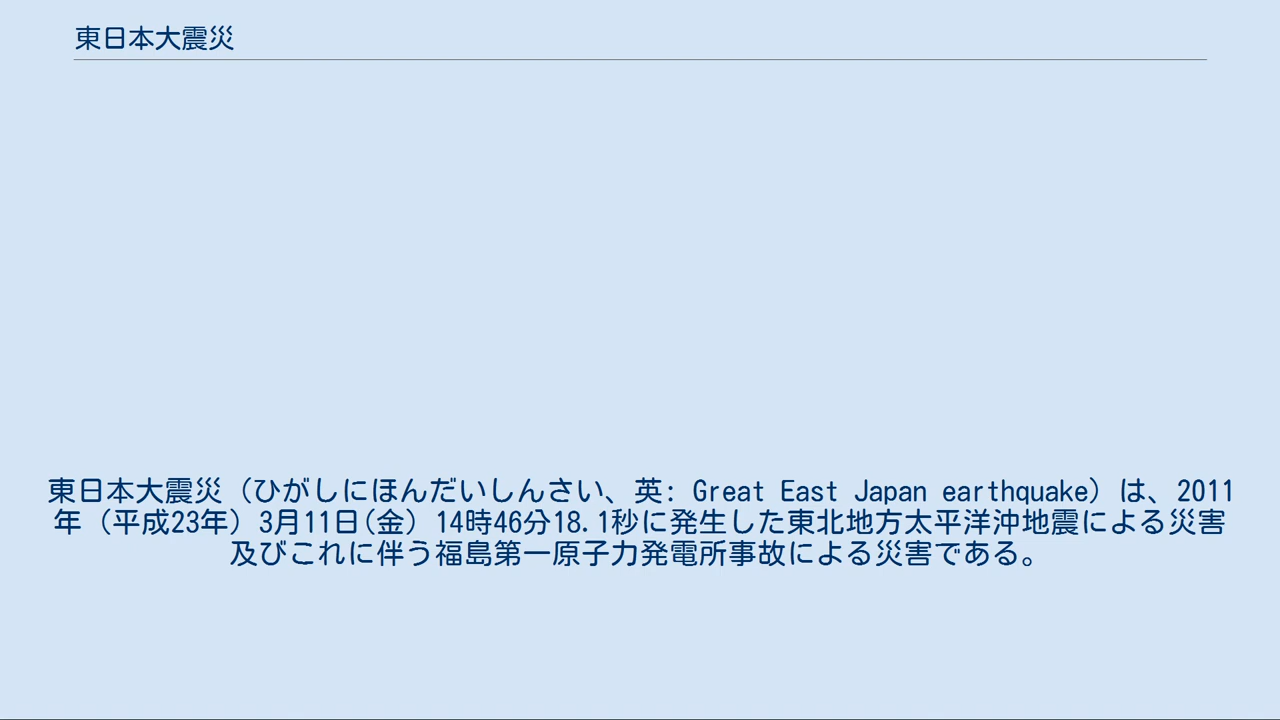 東日本大震災
東日本大震災（ひがしにほんだいしんさい、英: Great East Japan earthquake）は、2011
年（平成23年）3月11日(金）14時46分18.1秒に発生した東北地方太平洋沖地震による災害
及びこれに伴う福島第一原子力発電所事故による災害である。